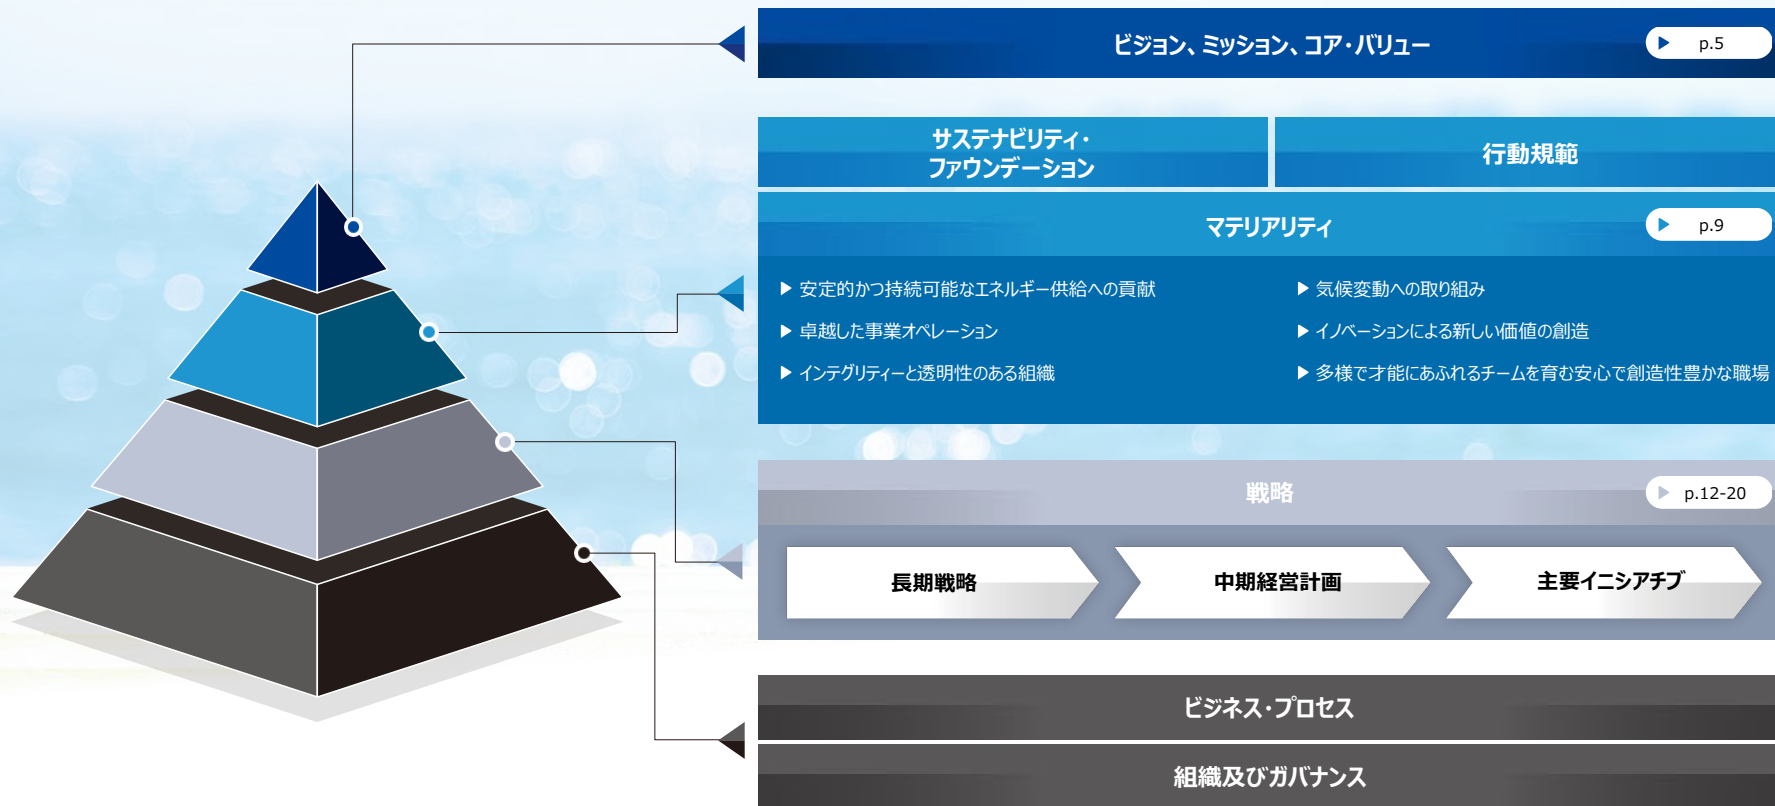 ビジョン、ミッション、コア・バリュー
p.5
サステナビリティ・
ファウンデーション
行動規範
マテリアリティ
p.9
安定的かつ持続可能なエネルギー供給への貢献
気候変動への取り組み
卓越した事業オペレーション
イノベーションによる新しい価値の創造
インテグリティーと透明性のある組織
多様で才能にあふれるチームを育む安心で創造性豊かな職場
戦略
p.12-20
長期戦略
中期経営計画
主要イニシアチブ
ビジネス・プロセス
組織及びガバナンス